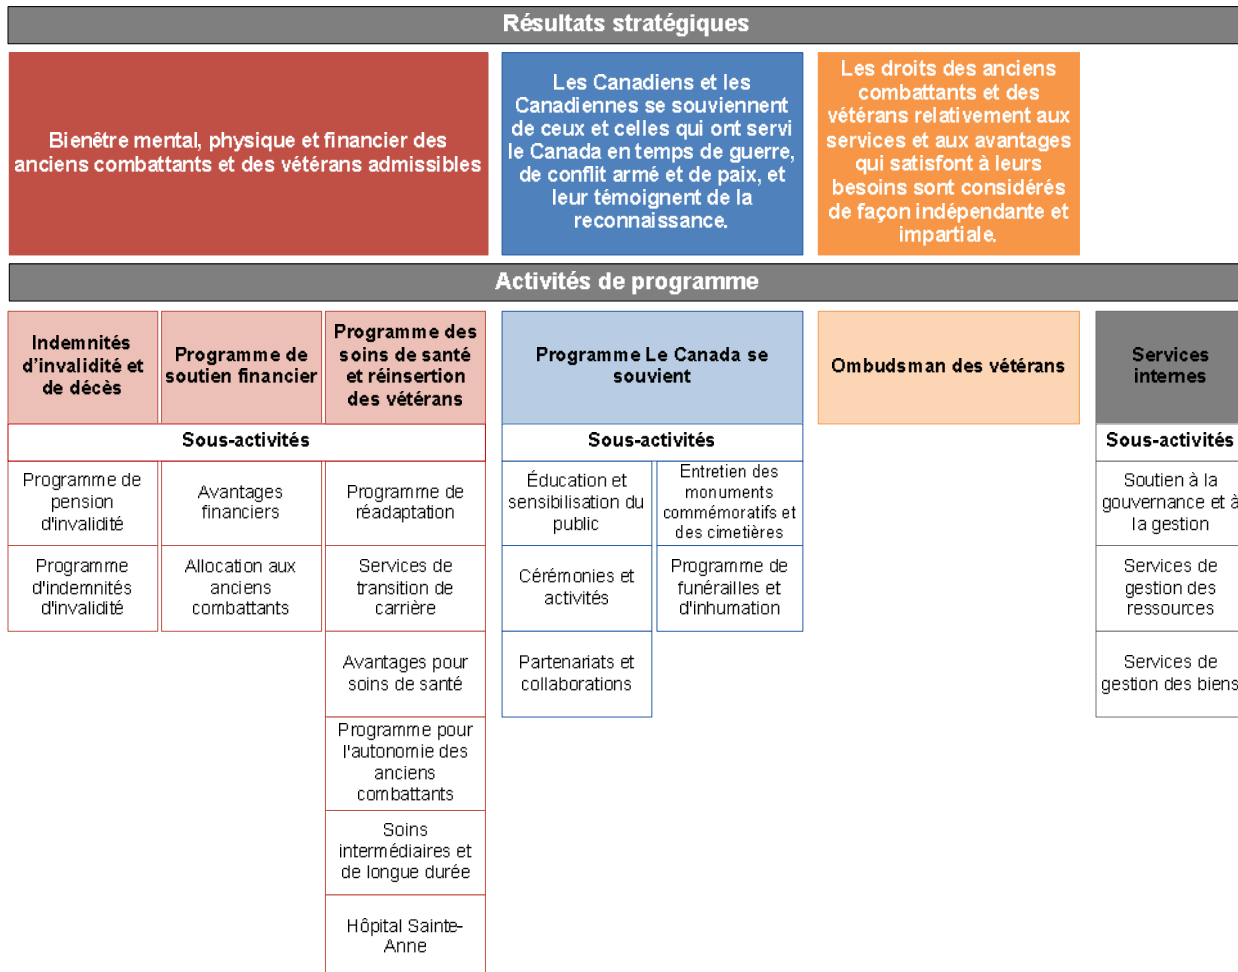 Résultats stratégiques
Bienêtre mental, physique et financier des
anciens combattants et des vétérans admissibles
Les Canadiens et les
Canadiennes se souviennent
de ceux et celles qui ont servi
le Canada en temps de guerre,
de conflit armé et de paix, et
leur témoignent de la
reconnaissance.
Les droits des anciens
combattants et des
vétérans relativement aux
services et aux avantages
qui satisfont à leurs
besoins sont considérés
de façon indépendante et
impartiale.
Activités de programme
Indemnités
d'invalidité et
de décès
Programme de
soutien financier
Programme des
soins de santé
et réinsertion
des vétérans
Programme Le Canada se
souvient
Ombudsman des vétérans
Services
internes
Sous-activités
Sous-activités
Sous-activités
Programme de
pension
d'invalidité
Avantages
financiers
Programme de
réadaptation
Éducation et
sensibilisation du
public
Entretien des
monuments
commémoratifs et
des cimetières
Soutien à la
gouvernance et à
la gestion
Programme
d'indemnités
d'invalidité
Allocation aux
anciens
combattants
Services de
transition de
carrière
Cérémonies et
activités
Programme de
funérailles et
d'inhumation
Services de
gestion des
ressources
Avantages pour
soins de santé
Partenariats et
collaborations
Services de
gestion des biens
Programme pour
l'autonomie des
anciens
combattants
Soins
intermédiaires et
de longue durée
Hôpital Sainte-
Anne